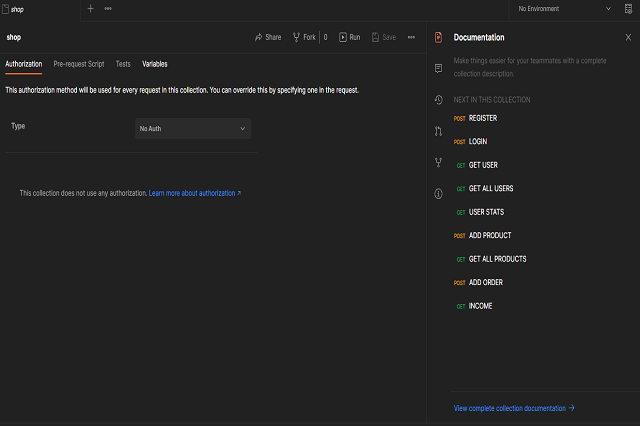 shop
No Environment
shop
Share
Fork
0
Run
Save
Authorization
Pre-request Script
Tests
Variables
This authorization method will be used for every request in this collection. You can override this by specifying one in the request.
Type
No Auth
This collection does not use any authorization. Learn more about authorization ↗
Documentation
Make things easier for your teammates with a complete
collection description.
NEXT IN THIS COLLECTION
POST REGISTER
POST LOGIN
GET GET USER
GET GET ALL USERS
GET USER STATS
POST ADD PRODUCT
GET GET ALL PRODUCTS
POST ADD ORDER
GET INCOME
View complete collection documentation →